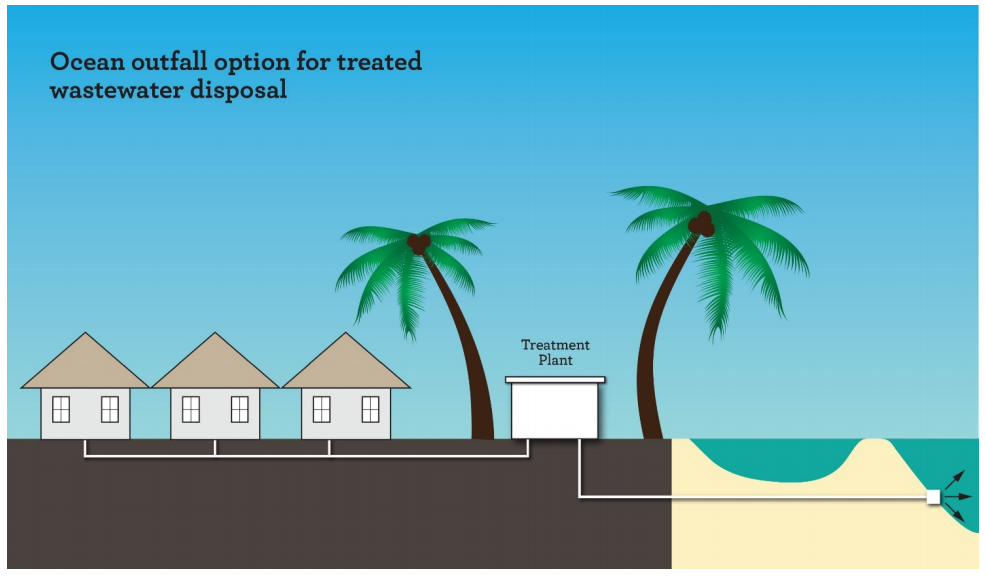 Ocean outfall option for treated
wastewater disposal
Treatment
Plant